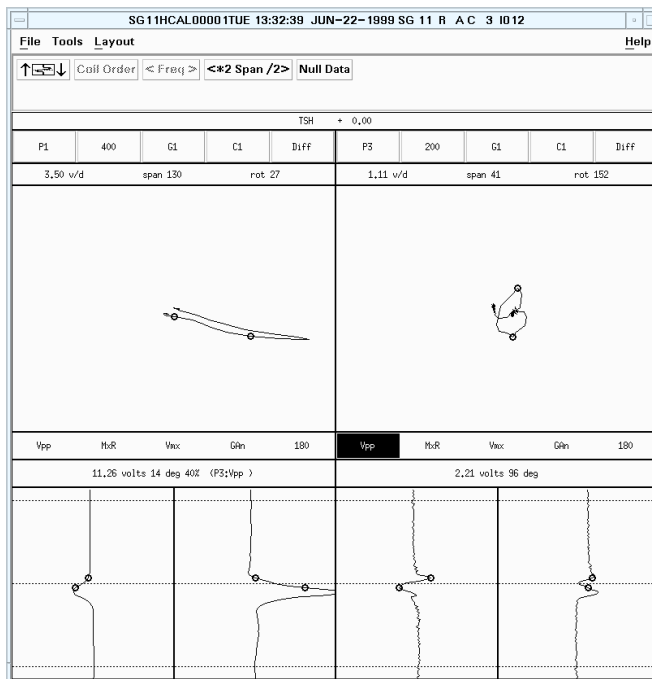 SG11HCAL00001TUE 13:32:39 JUN-22-1999 SG 11 R A C 3 I012
File Tools Layout Help
Coil Order < Freq > <*2 Span /2> Null Data
TSH + 0.00
P1 400 G1 C1 Diff P3 200 G1 C1 Diff
3.50 v/d span 130 rot 27 1.11 v/d span 41 rot 152
Vpp MxR Vmx GAn 180 Vpp MxR Vmx GAn 180
11.26 volts 14 deg 40% (P3:Vpp ) 2.21 volts 96 deg